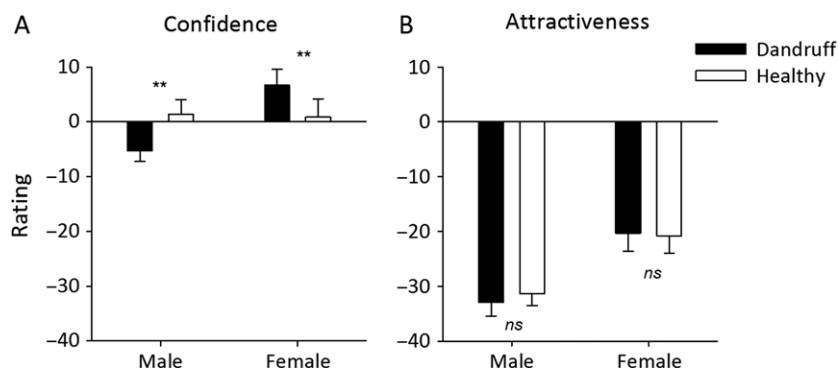 A
Confidence
B
Attractiveness
Dandruff
Healthy
Rating
10
0
−10
−20
−30
−40
**
**
Male
Female
10
0
−10
−20
−30
−40
ns
ns
Male
Female